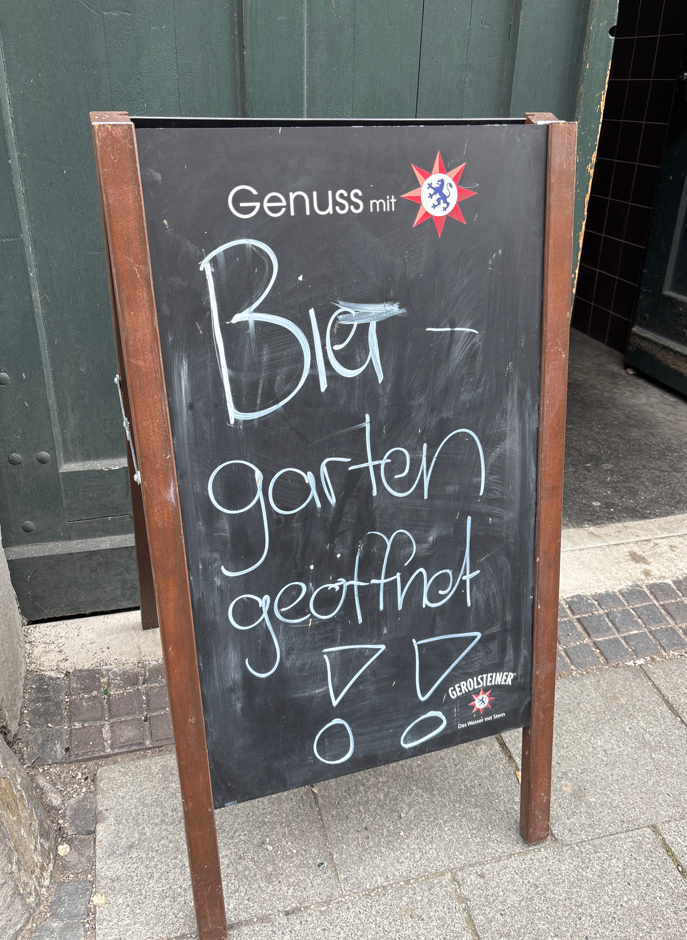 Genuss mit
Bier -
garten
geöffnet
!!
GEROLSTEINER®
Das Wasser mit Stern